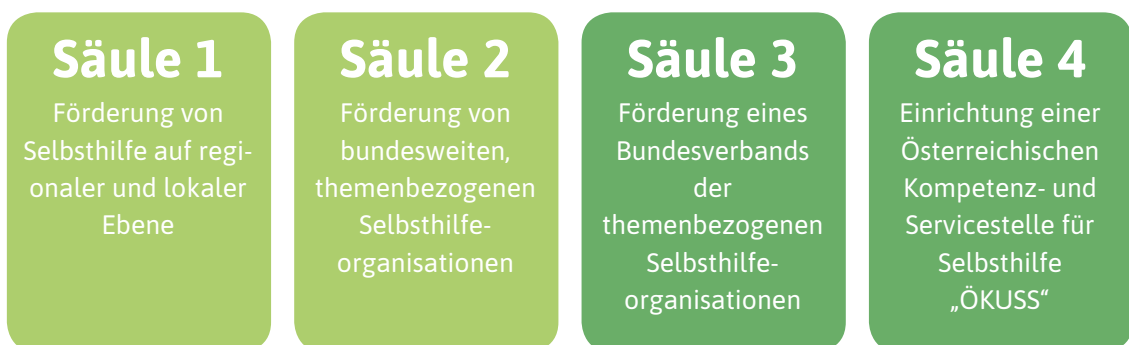 Säule 1
Förderung von
Selbsthilfe auf regi-
onaler und lokaler
Ebene
Säule 2
Förderung von
bundesweiten,
themenbezogenen
Selbsthilfe-
organisationen
Säule 3
Förderung eines
Bundesverbands
der
themenbezogenen
Selbsthilfe-
organisationen
Säule 4
Einrichtung einer
Österreichischen
Kompetenz- und
Servicestelle für
Selbsthilfe
„ÖKUSS“